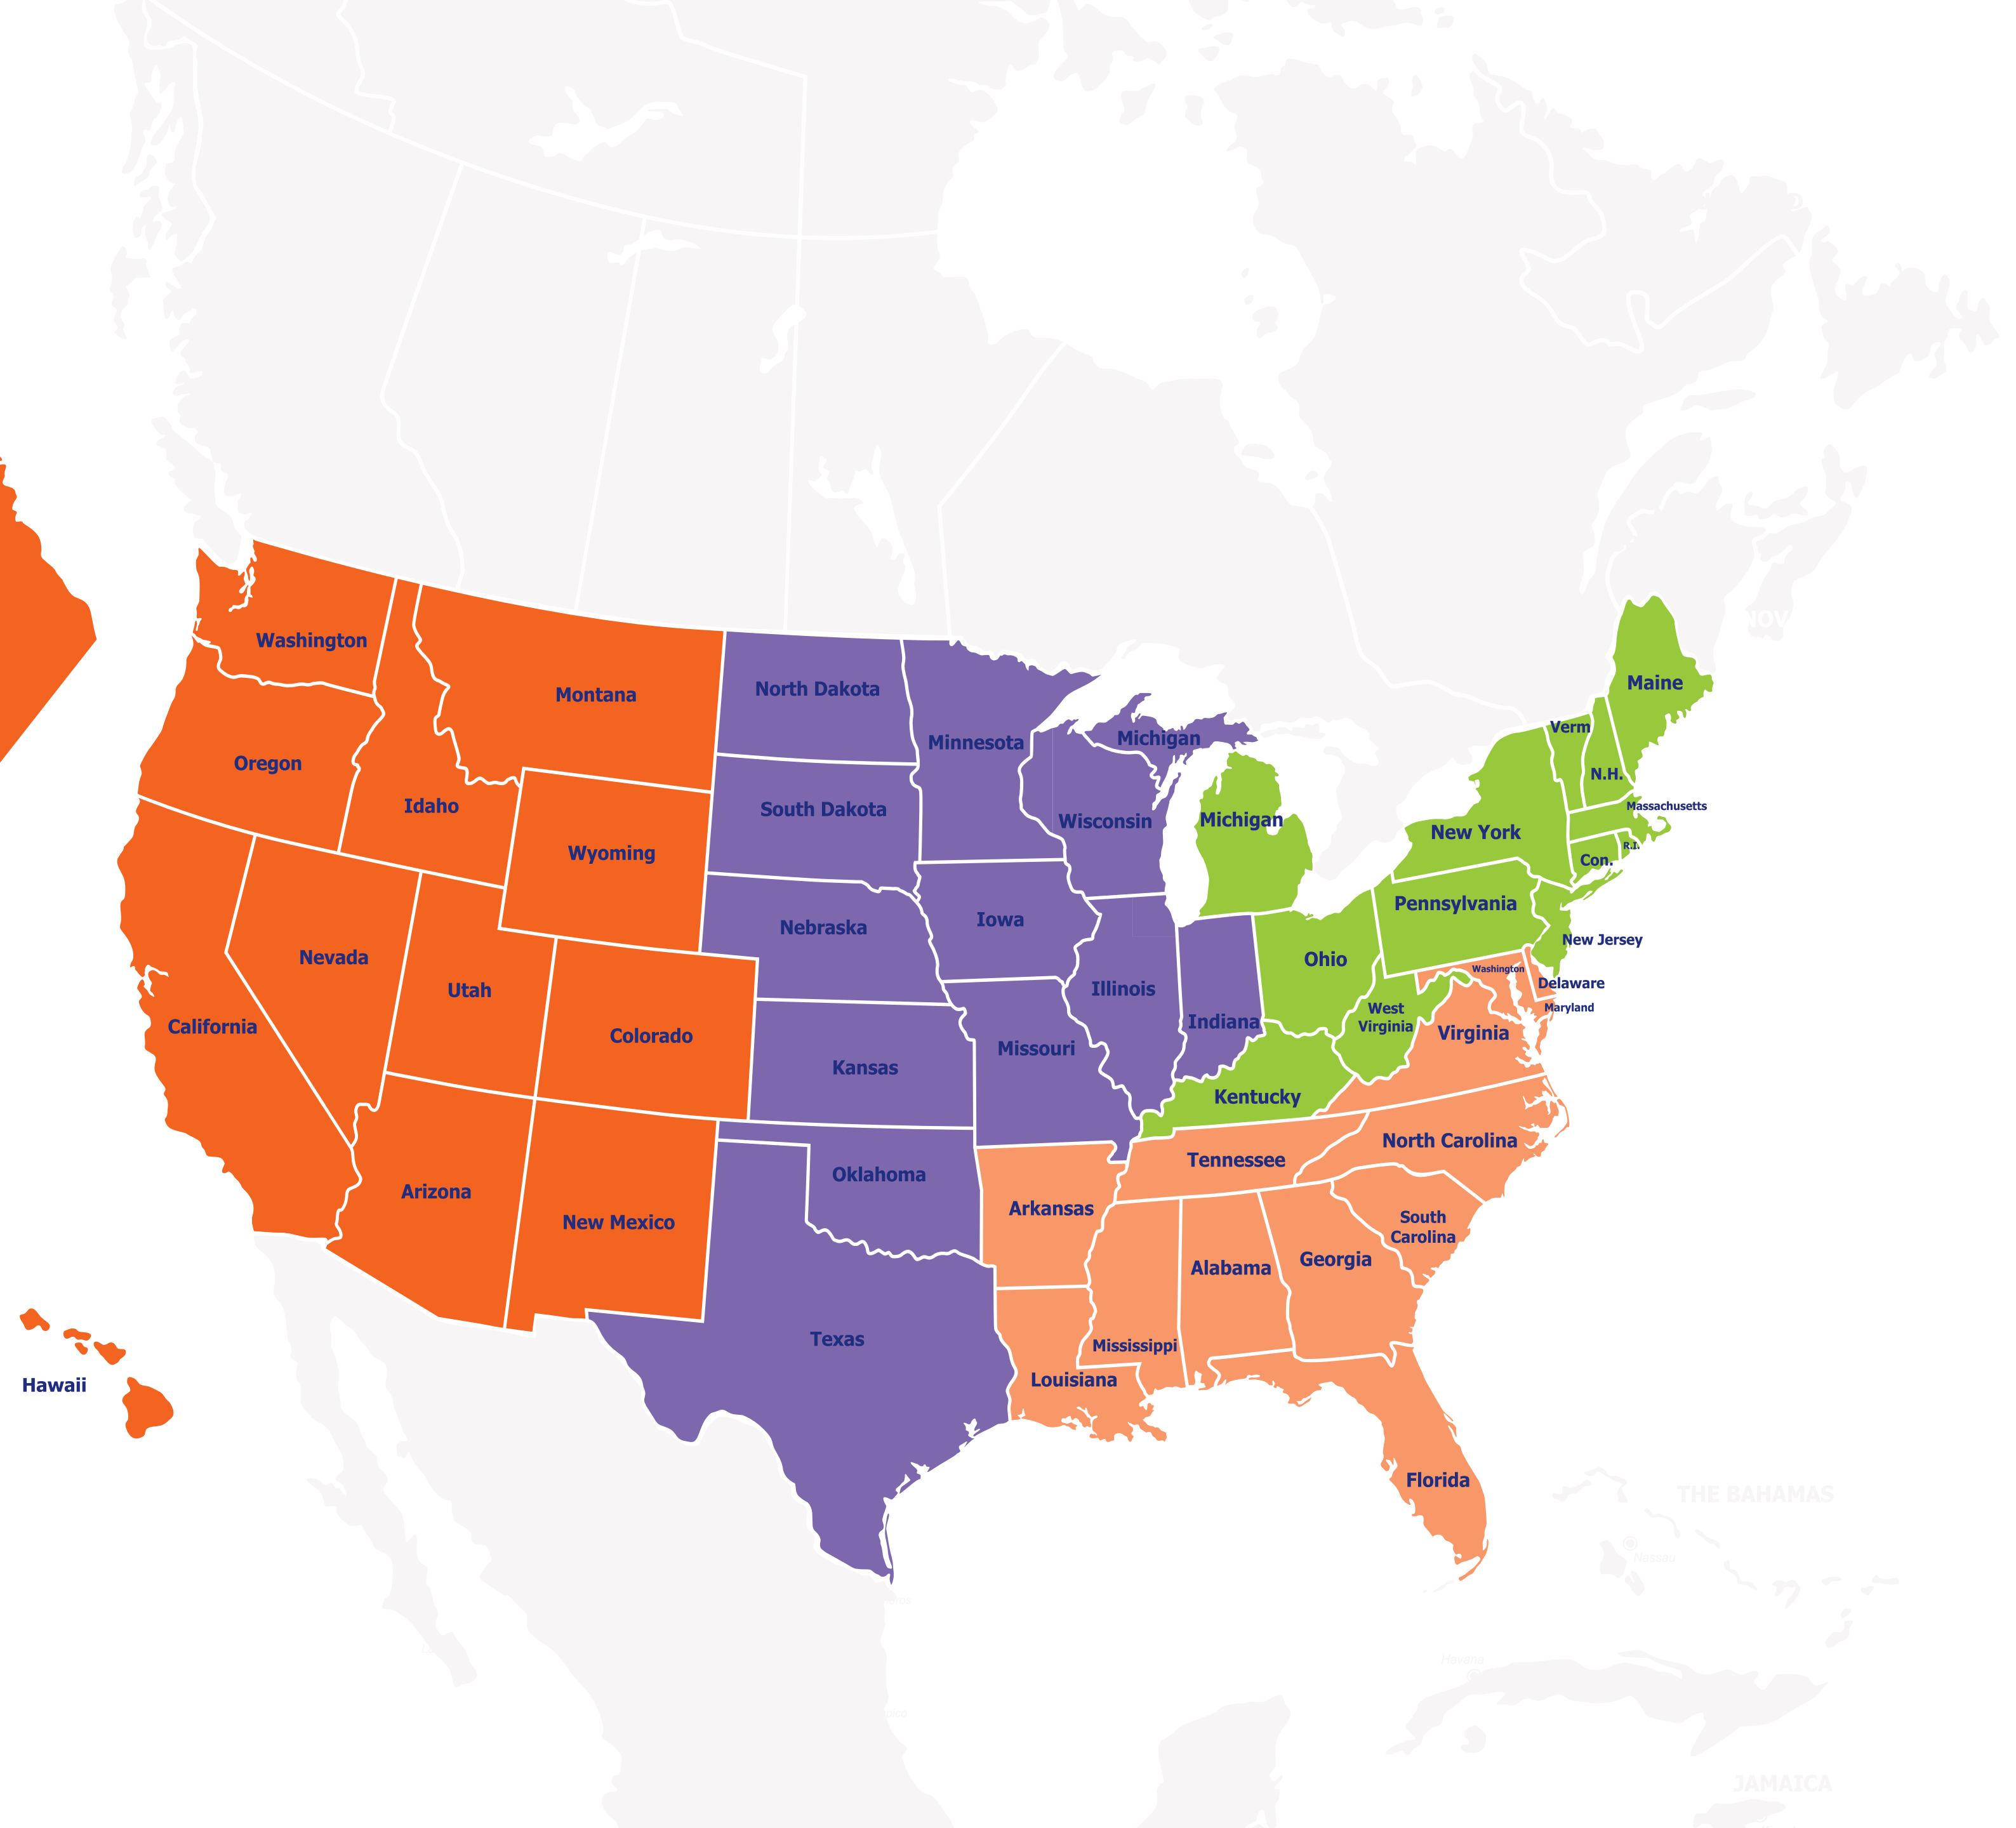 NOV
Maine
Washington
Montana
North Dakota
Verm
Michigan
Minnesota
Oregon
N.H.
Idaho
South Dakota
Massachusetts
Michigan
Wisconsin
New York
R.I.
Wyoming
Con.
Pennsylvania
Iowa
Nebraska
New Jersey
Nevada
Ohio
Washington
Delaware
Utah
Illinois
Maryland
West
Virginia
Indiana
California
Virginia
Colorado
Missouri
Kansas
Kentucky
North Carolina
Tennessee
Oklahoma
Arizona
Arkansas
New Mexico
South
Carolina
Georgia
Alabama
Texas
Mississippi
Louisiana
Hawaii
Florida
THE BAHAMAS
Nassau
Havana
JAMAICA